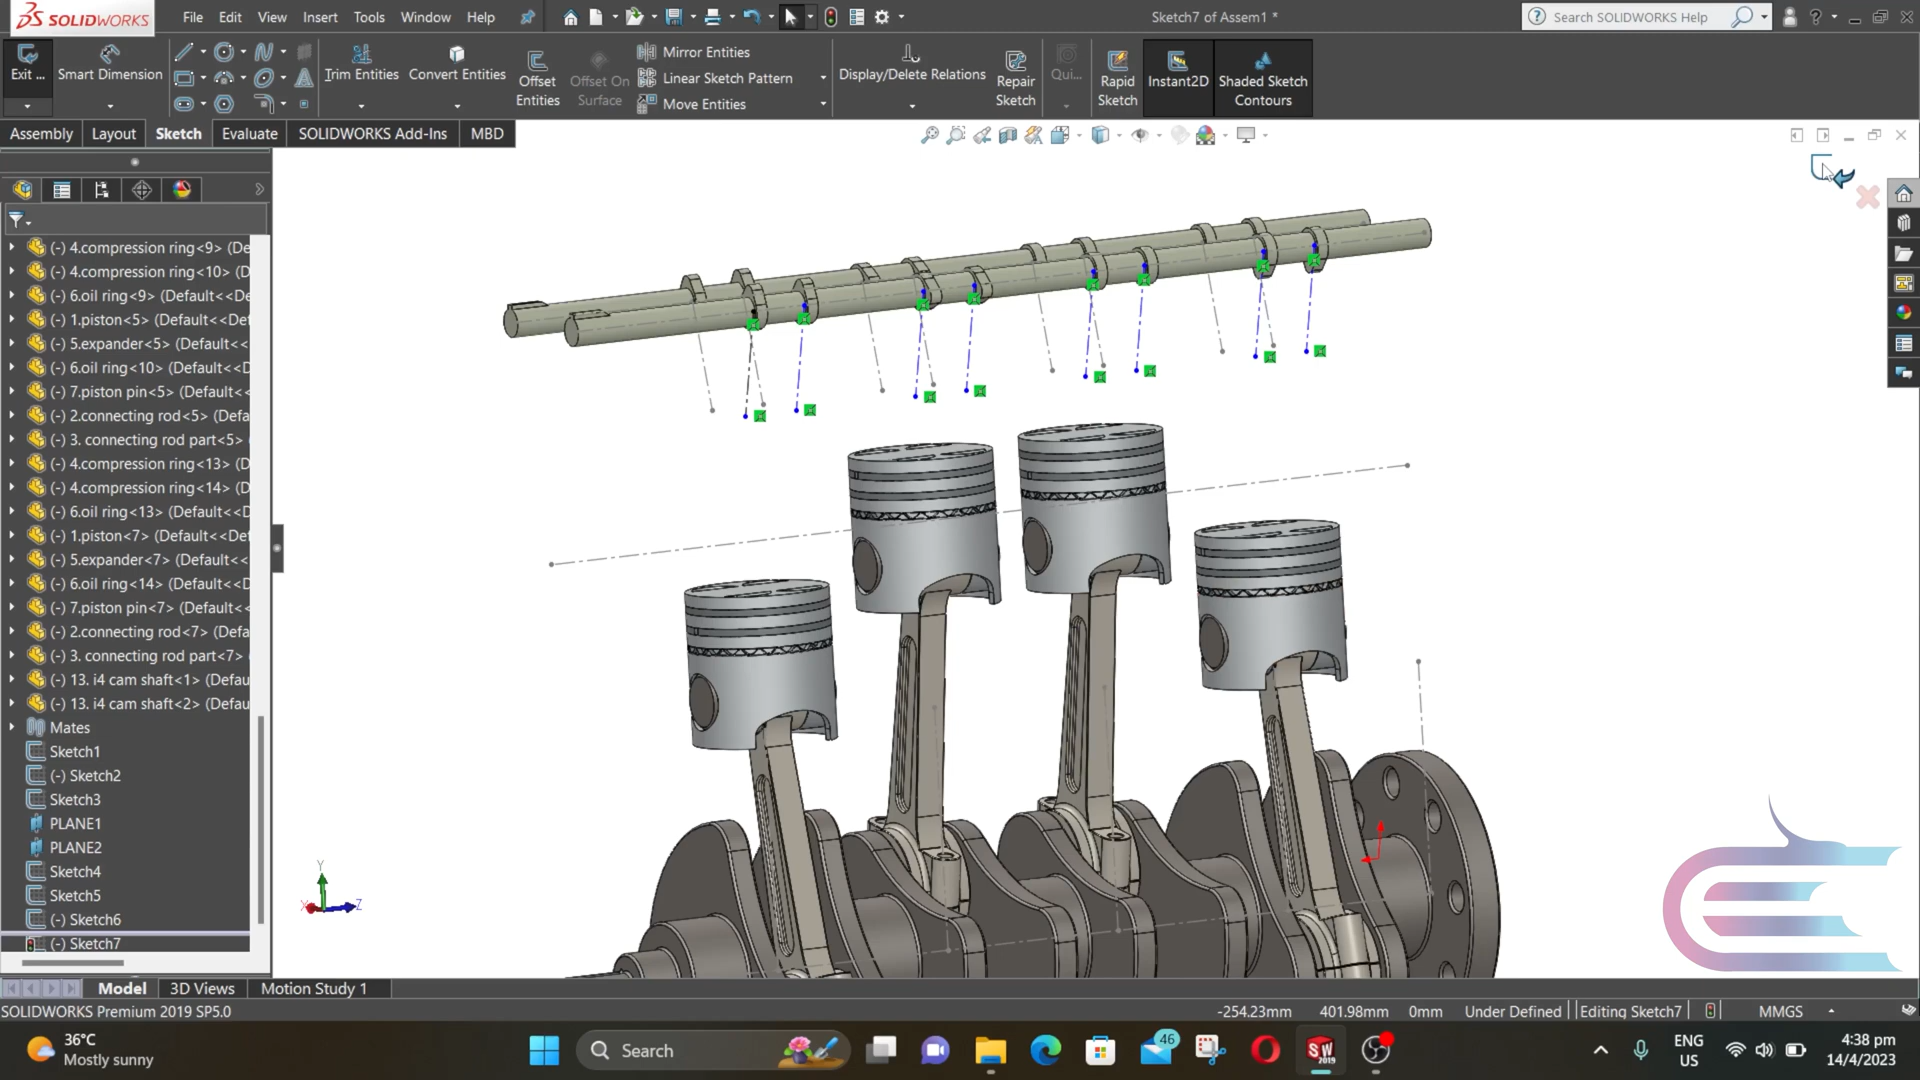 SOLIDWORKS
File Edit View Insert Tools Window Help
Sketch7 of Assem1 *
Search SOLIDWORKS Help
Exit ...
Smart Dimension
Trim Entities
Convert Entities
Offset Entities
Offset On Surface
Mirror Entities
Linear Sketch Pattern
Move Entities
Display/Delete Relations
Repair Sketch
Qui...
Rapid Sketch
Instant2D
Shaded Sketch Contours
Assembly Layout Sketch Evaluate SOLIDWORKS Add-Ins MBD
(-) 4.compression ring<9> (De
(-) 4.compression ring<10> (D
(-) 6.oil ring<9> (Default<<De
(-) 1.piston<5> (Default<<Def
(-) 5.expander<5> (Default<<
(-) 6.oil ring<10> (Default<<D
(-) 7.piston pin<5> (Default<<
(-) 2.connecting rod<5> (Defa
(-) 3. connecting rod part<5> (
(-) 4.compression ring<13> (D
(-) 4.compression ring<14> (D
(-) 6.oil ring<13> (Default<<D
(-) 1.piston<7> (Default<<Def
(-) 5.expander<7> (Default<<
(-) 6.oil ring<14> (Default<<D
(-) 7.piston pin<7> (Default<<
(-) 2.connecting rod<7> (Defa
(-) 3. connecting rod part<7> (
(-) 13. i4 cam shaft<1> (Defau
(-) 13. i4 cam shaft<2> (Defau
Mates
Sketch1
(-) Sketch2
Sketch3
PLANE1
PLANE2
Sketch4
Sketch5
(-) Sketch6
(-) Sketch7
Y
X
Z
Model 3D Views Motion Study 1
SOLIDWORKS Premium 2019 SP5.0
-254.23mm 401.98mm 0mm Under Defined Editing Sketch7 MMGS
36°C
Mostly sunny
Search
46
SW
2019
ENG
US
4:38 pm
14/4/2023